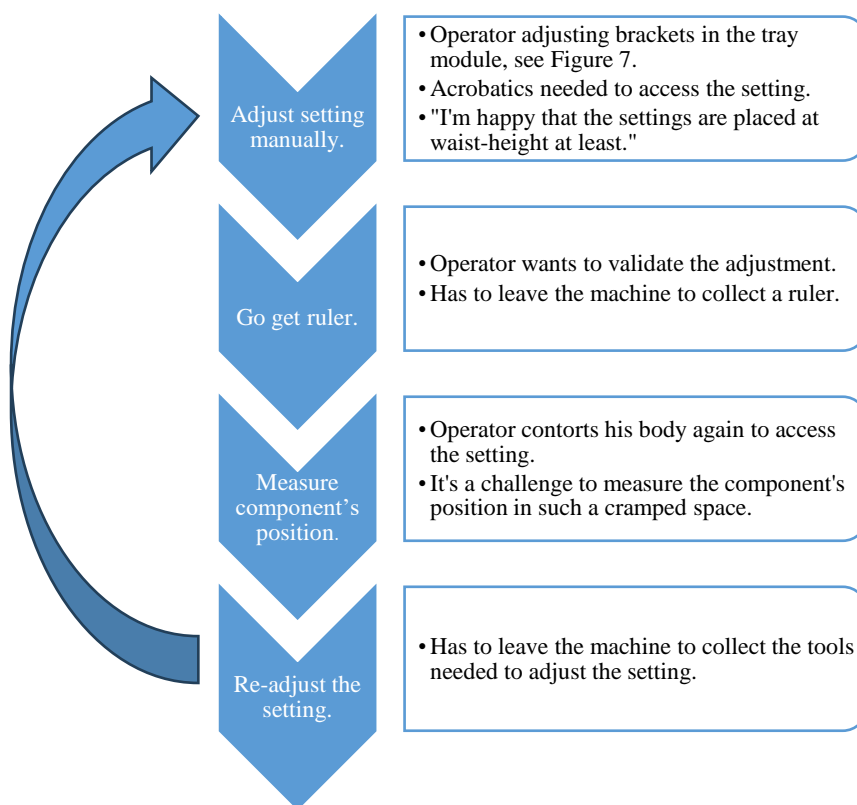 Adjust setting
manually.
• Operator adjusting brackets in the tray
module, see Figure 7.
• Acrobatics needed to access the setting.
• "I'm happy that the settings are placed at
waist-height at least."
Go get ruler.
• Operator wants to validate the adjustment.
• Has to leave the machine to collect a ruler.
Measure
component’s
position.
• Operator contorts his body again to access
the setting.
• It's a challenge to measure the component's
position in such a cramped space.
Re-adjust the
setting.
• Has to leave the machine to collect the tools
needed to adjust the setting.